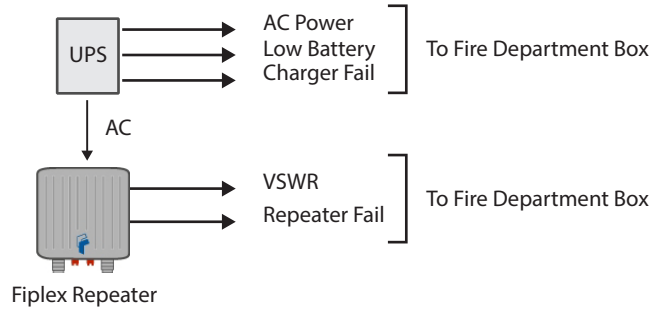 UPS
AC Power
Low Battery
Charger Fail
To Fire Department Box
AC
VSWR
Repeater Fail
To Fire Department Box
Fiplex Repeater